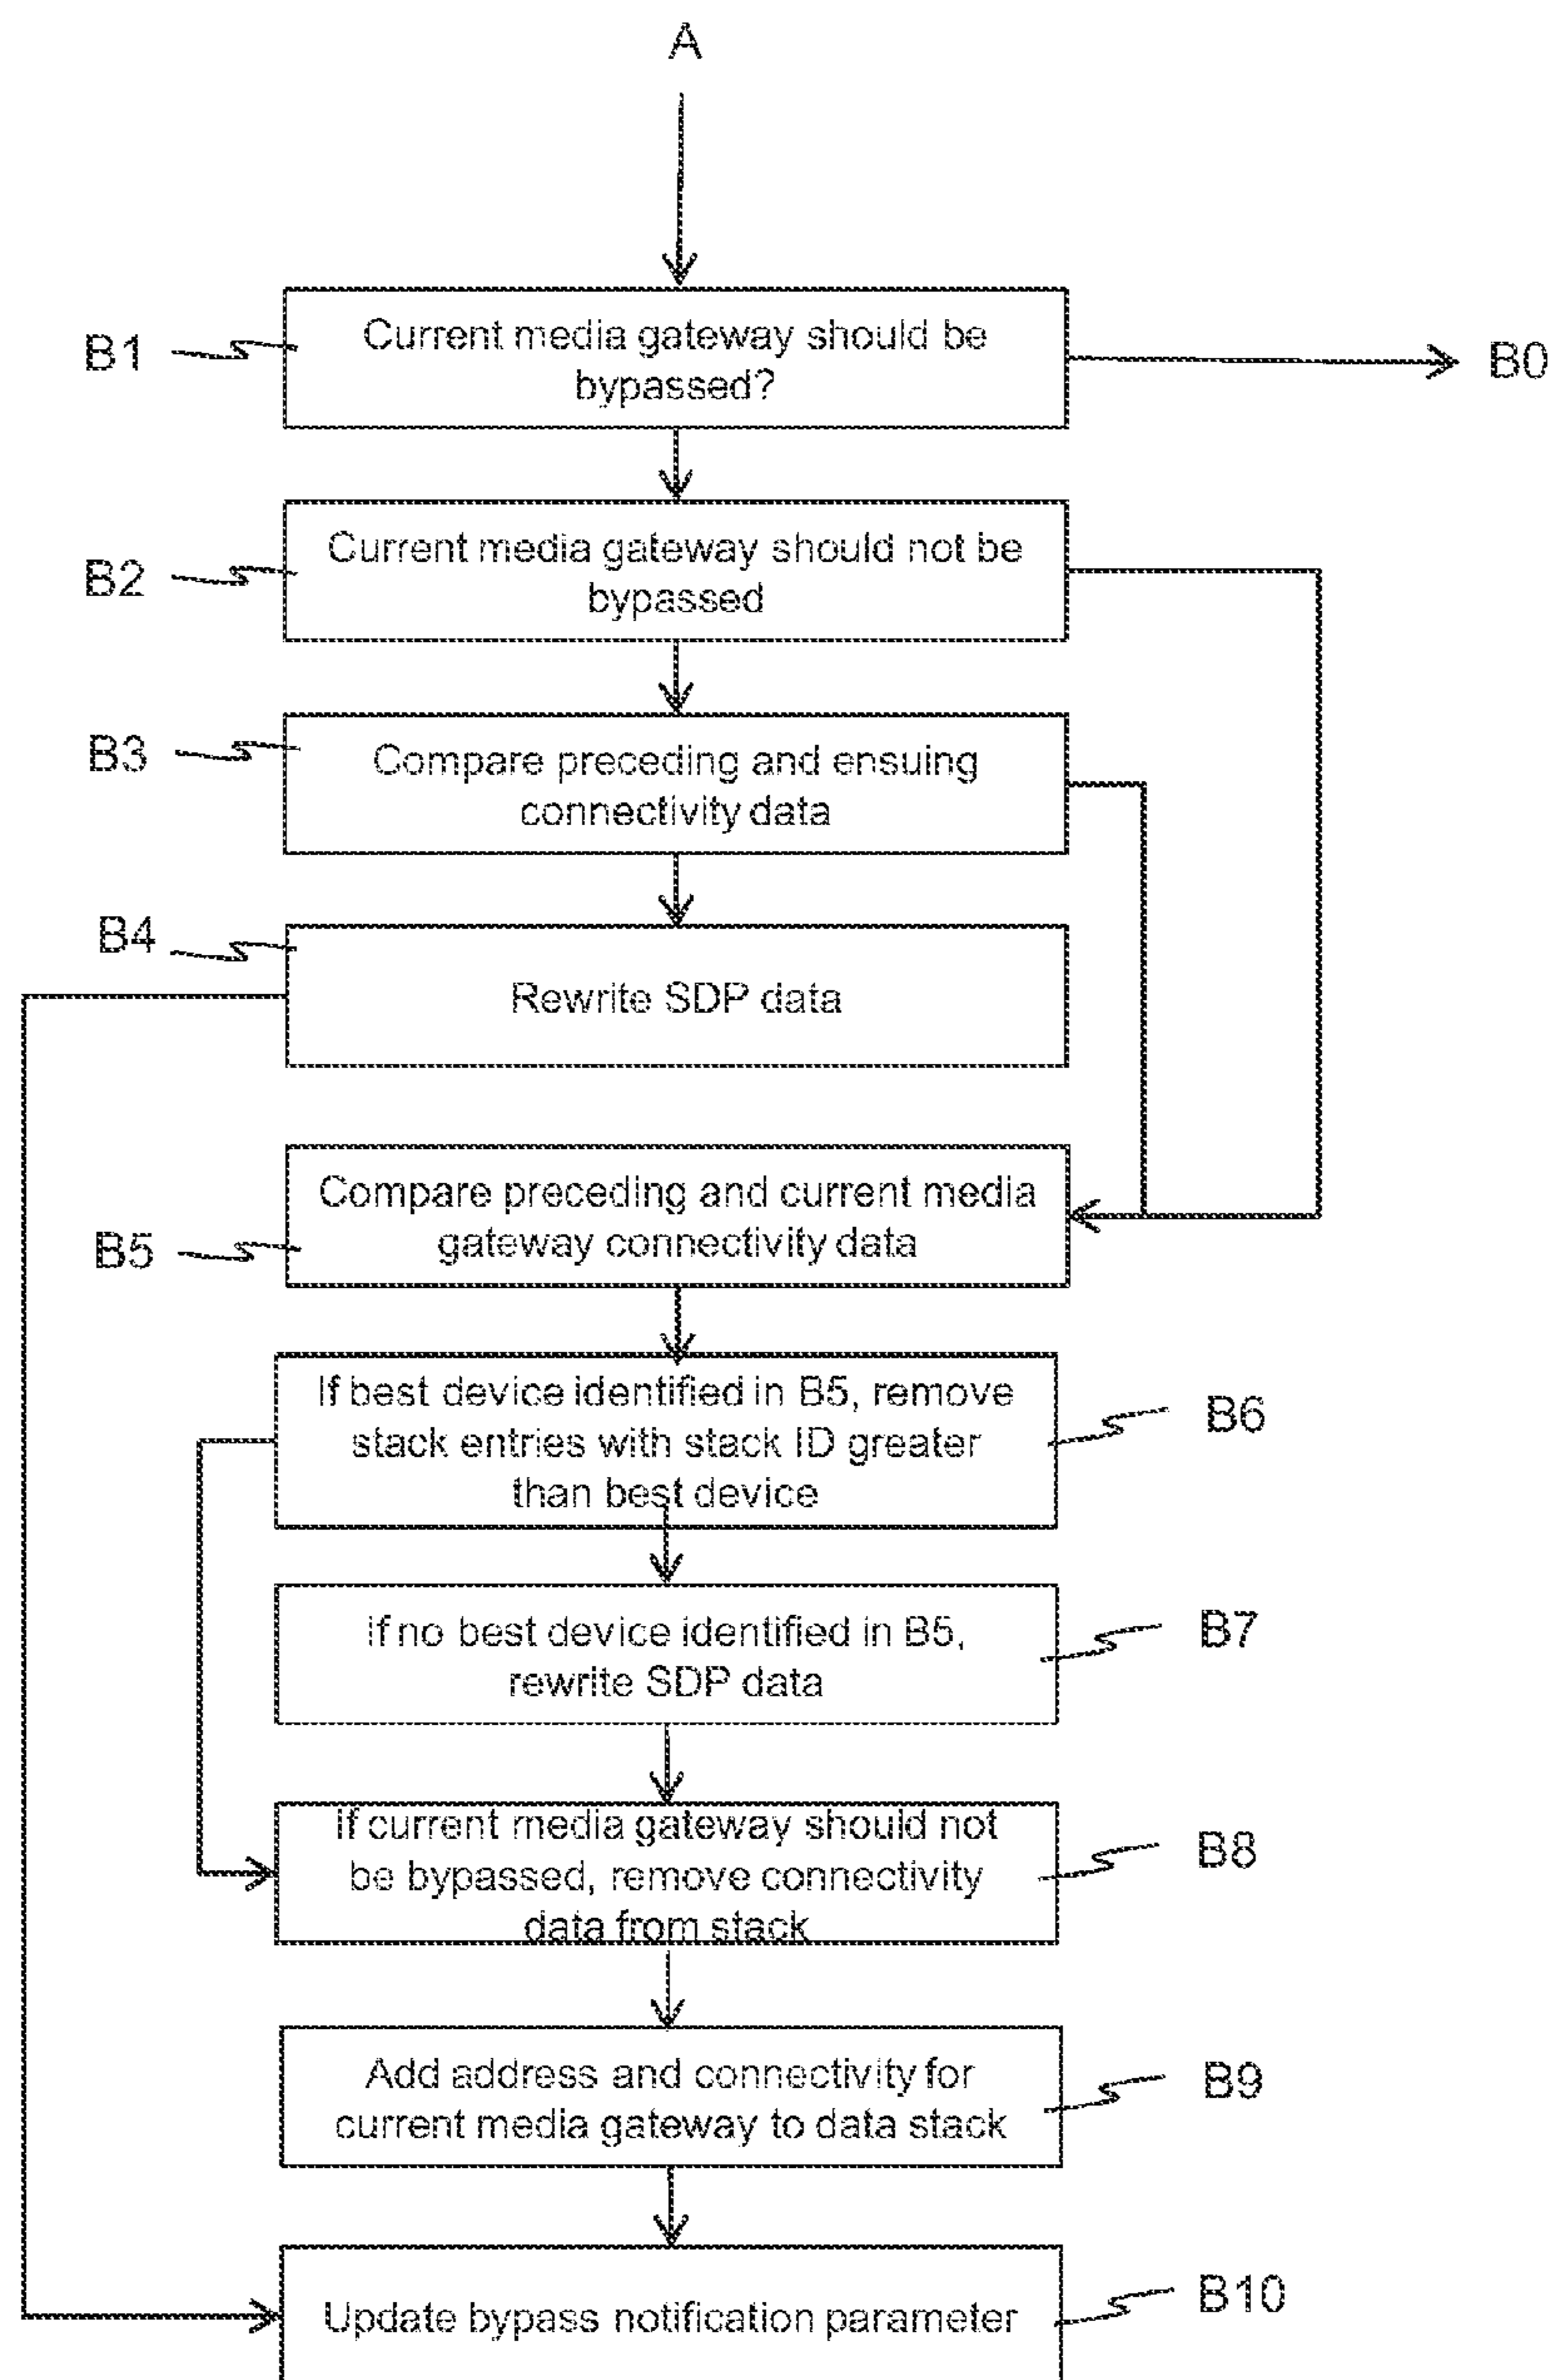 A
Current media gateway should be
bypassed?
B1
B0
Current media gateway should not be
bypassed
B2
Compare preceding and ensuing
connectivity data
B3
B4
Rewrite SDP data
Compare preceding and current media
gateway connectivity data
B5
If best device identified in B5, remove
stack entries with stack ID greater
than best device
B6
If no best device identified in B5,
rewrite SDP data
B7
If current media gateway should not
be bypassed, remove connectivity
data from stack
B8
Add address and connectivity for
current media gateway to data stack
B9
Update bypass notification parameter
B10